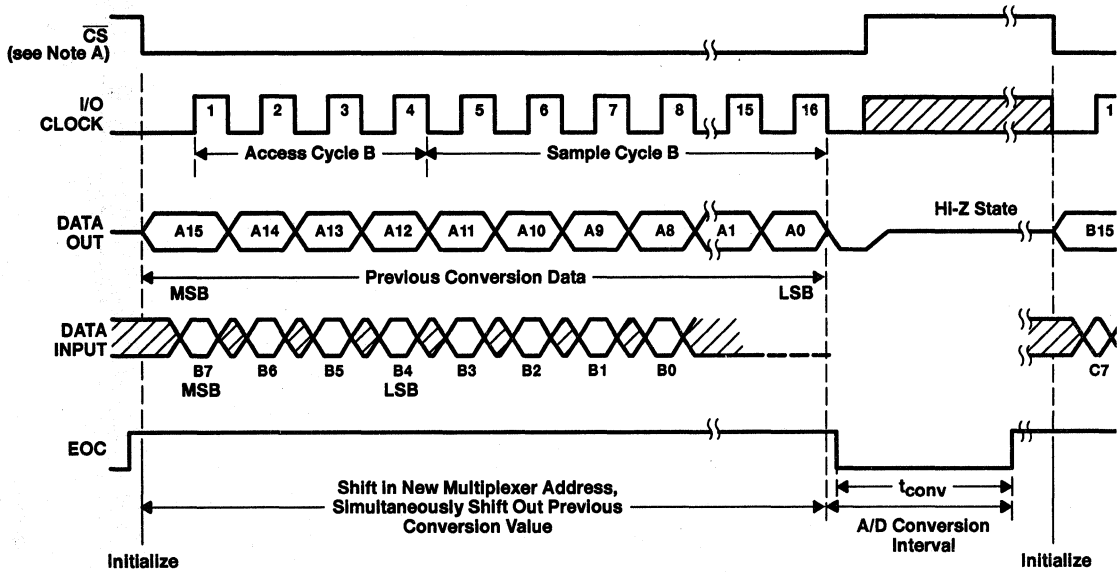 CS
(see Note A)
I/O
CLOCK
1 2 3 4 5 6 7 8 15 16 1
Access Cycle B Sample Cycle B
DATA
OUT
A15 A14 A13 A12 A11 A10 A9 A8 A1 A0 Hi-Z State B15
Previous Conversion Data
MSB LSB
DATA
INPUT
B7 B6 B5 B4 B3 B2 B1 B0 C7
MSB LSB
EOC
Shift in New Multiplexer Address,
Simultaneously Shift Out Previous
Conversion Value
tconv
A/D Conversion
Interval
Initialize Initialize